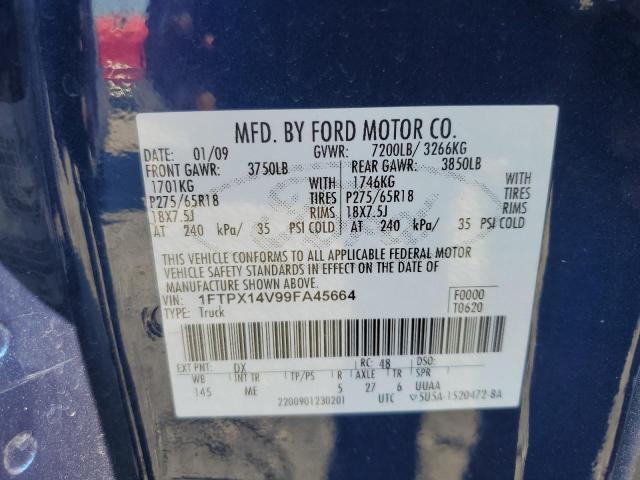 MFD. BY FORD MOTOR CO.
DATE: 01/09 GVWR: 7200LB/ 3266KG
FRONT GAWR: 3750LB REAR GAWR: 3850LB
1701KG WITH 1746KG WITH
P275/65R18 TIRES P275/65R18 TIRES
18X7.5J RIMS 18X7.5J RIMS
AT 240 kPa/ 35 PSI COLD AT 240 kPa/ 35 PSI COLD
THIS VEHICLE CONFORMS TO ALL APPLICABLE FEDERAL MOTOR
VEHICLE SAFETY STANDARDS IN EFFECT ON THE DATE OF
MANUFACTURE SHOWN ABOVE.
VIN: 1FTPX14V99FA45664 F0000
TYPE: Truck T0620
EXT PNT: DX RC: 48 DSO:
WB INT TR TP/PS R AXLE TR SPR
145 ME 5 27 6 UUAA
2200901230201 UTC 5U5A-1520472-BA